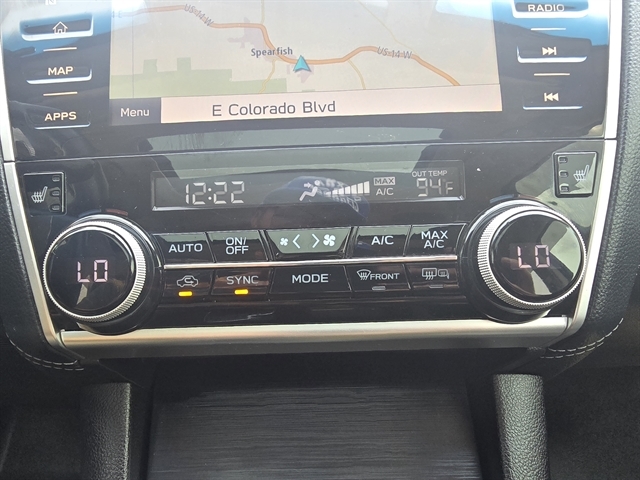 RADIO
US-14-W
Spearfish
US-14-W
MAP
APPS
Menu
E Colorado Blvd
12:22
MAX
A/C
OUT TEMP
94°F
LO
AUTO
ON/
OFF
A/C
MAX
A/C
LO
SYNC
MODE
FRONT